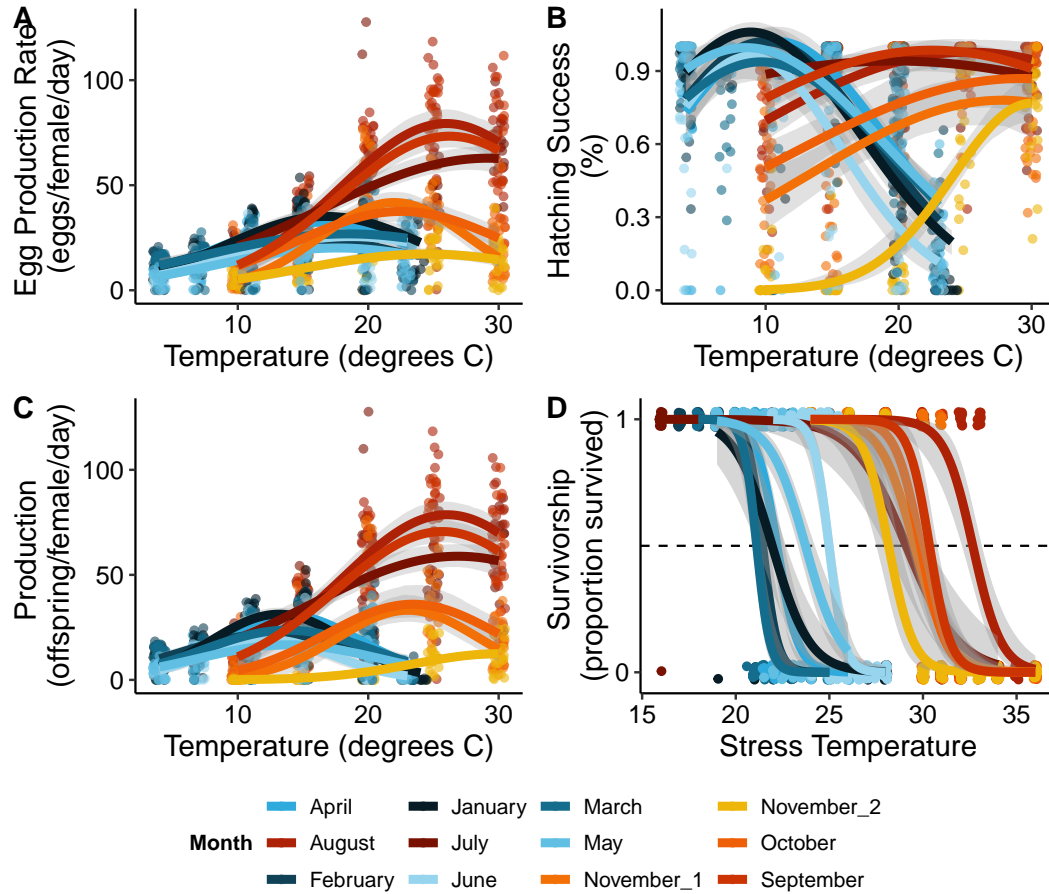 A
Egg Production Rate
(eggs/female/day)
100
50
0
10
20
30
Temperature (degrees C)
B
Hatching Success
(%)
0.9
0.6
0.3
0.0
10
20
30
Temperature (degrees C)
C
Production
(offspring/female/day)
100
50
0
10
20
30
Temperature (degrees C)
D
Survivorship
(proportion survived)
1
0
15
20
25
30
35
Stress Temperature
Month
April
August
February
January
July
June
March
May
November_1
November_2
October
September